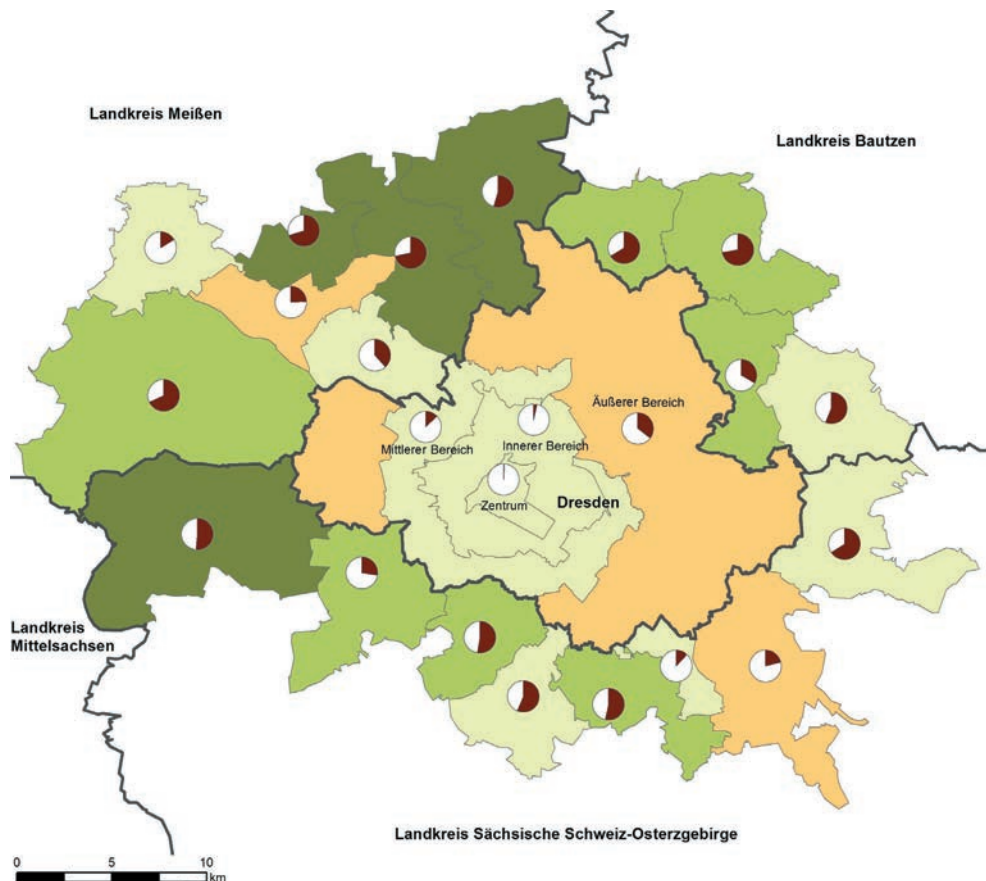 Landkreis Meißen
Landkreis Bautzen
Äußerer Bereich
Mittlerer Bereich
Innerer Bereich
Zentrum
Dresden
Landkreis
Mittelsachsen
Landkreis Sächsische Schweiz-Osterzgebirge
0 5 10
km